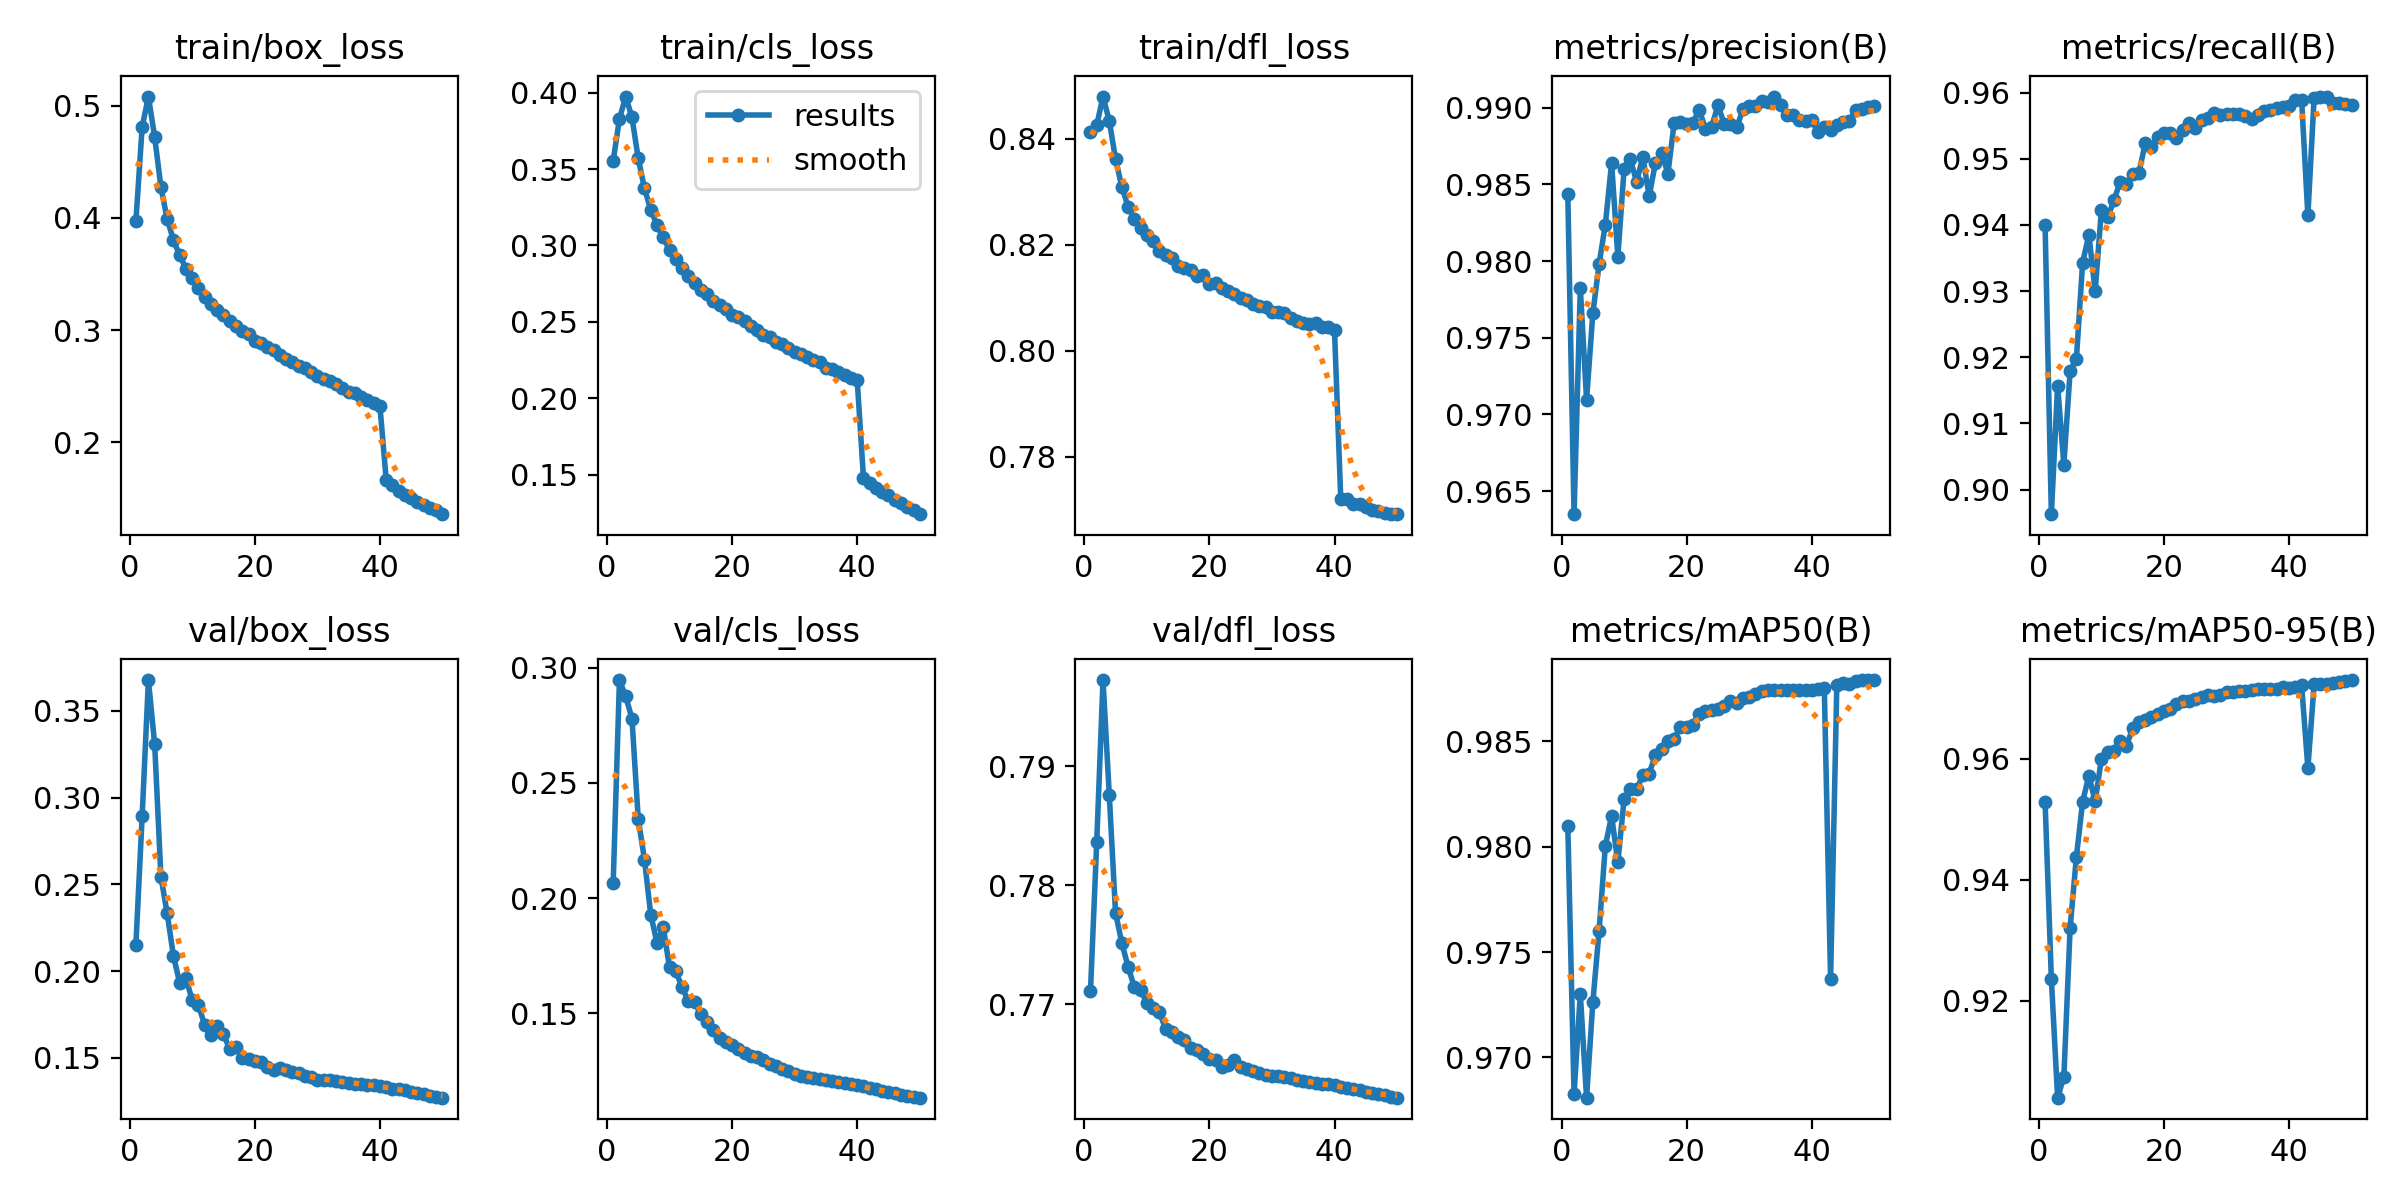 train/box_loss
train/cls_loss
train/dfl_loss
metrics/precision(B)
metrics/recall(B)
0.5
0.4
0.3
0.2
0 20 40
0.40
0.35
0.30
0.25
0.20
0.15
results
smooth
0 20 40
0.84
0.82
0.80
0.78
0 20 40
0.990
0.985
0.980
0.975
0.970
0.965
0 20 40
0.96
0.95
0.94
0.93
0.92
0.91
0.90
0 20 40
val/box_loss
val/cls_loss
val/dfl_loss
metrics/mAP50(B)
metrics/mAP50-95(B)
0.35
0.30
0.25
0.20
0.15
0 20 40
0.30
0.25
0.20
0.15
0 20 40
0.79
0.78
0.77
0 20 40
0.985
0.980
0.975
0.970
0 20 40
0.96
0.94
0.92
0 20 40